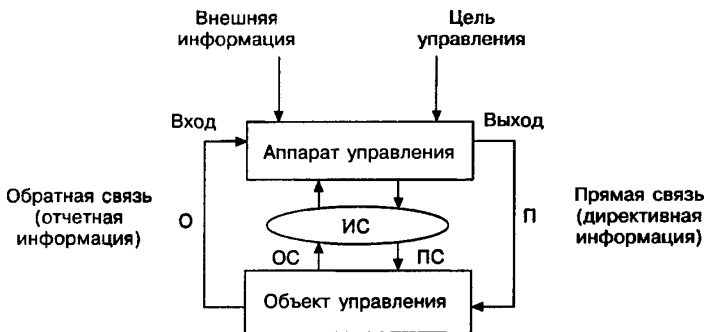 Внешняя
информация
Цель
управления
Вход
Выход
Аппарат управления
Обратная связь
(отчетная
информация)
О
ИС
П
Прямая связь
(директивная
информация)
ОС
ПС
Объект управления